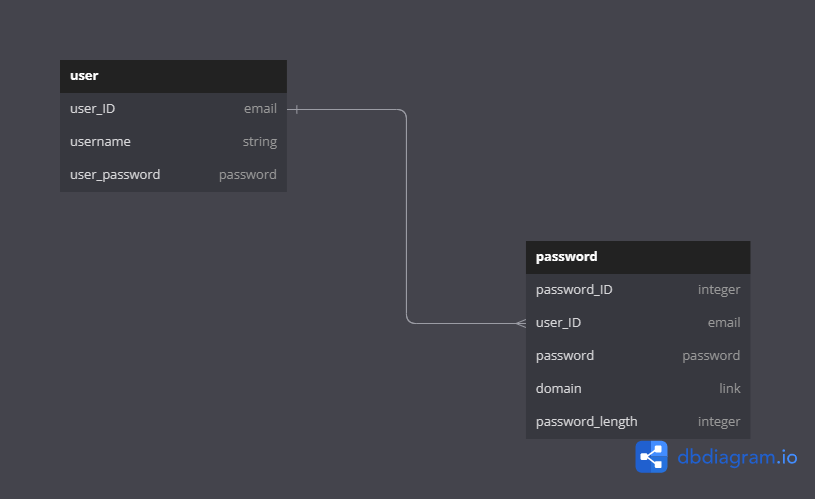 user
user_ID email
username string
user_password password
password
password_ID integer
user_ID email
password password
domain link
password_length integer
dbdiagram.io